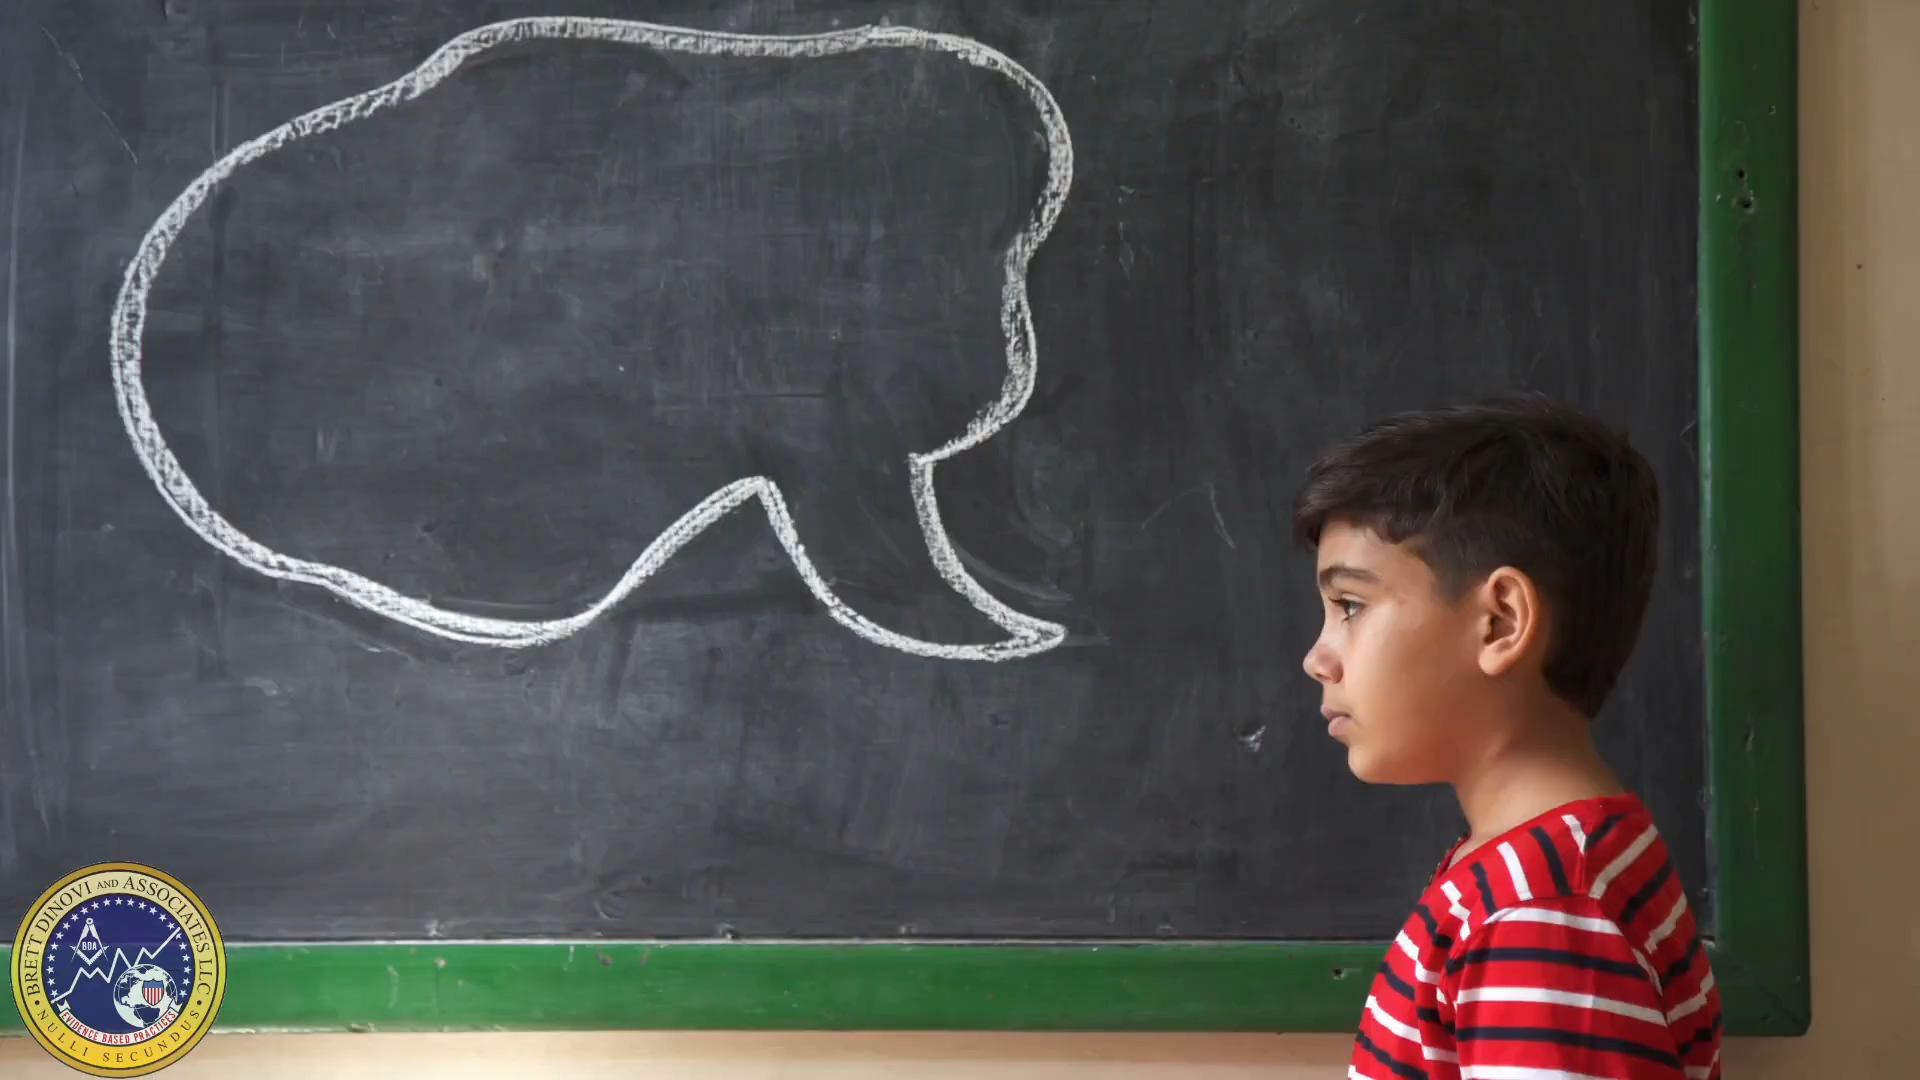 BRETT DINOVI AND ASSOCIATES LLC
BDA
EVIDENCE BASED PRACTICES
NULLI SECUNDUS